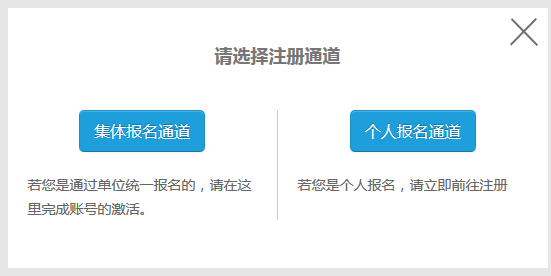 请选择注册通道
集体报名通道
若您是通过单位统一报名的，请在这
里完成账号的激活。
个人报名通道
若您是个人报名，请立即前往注册